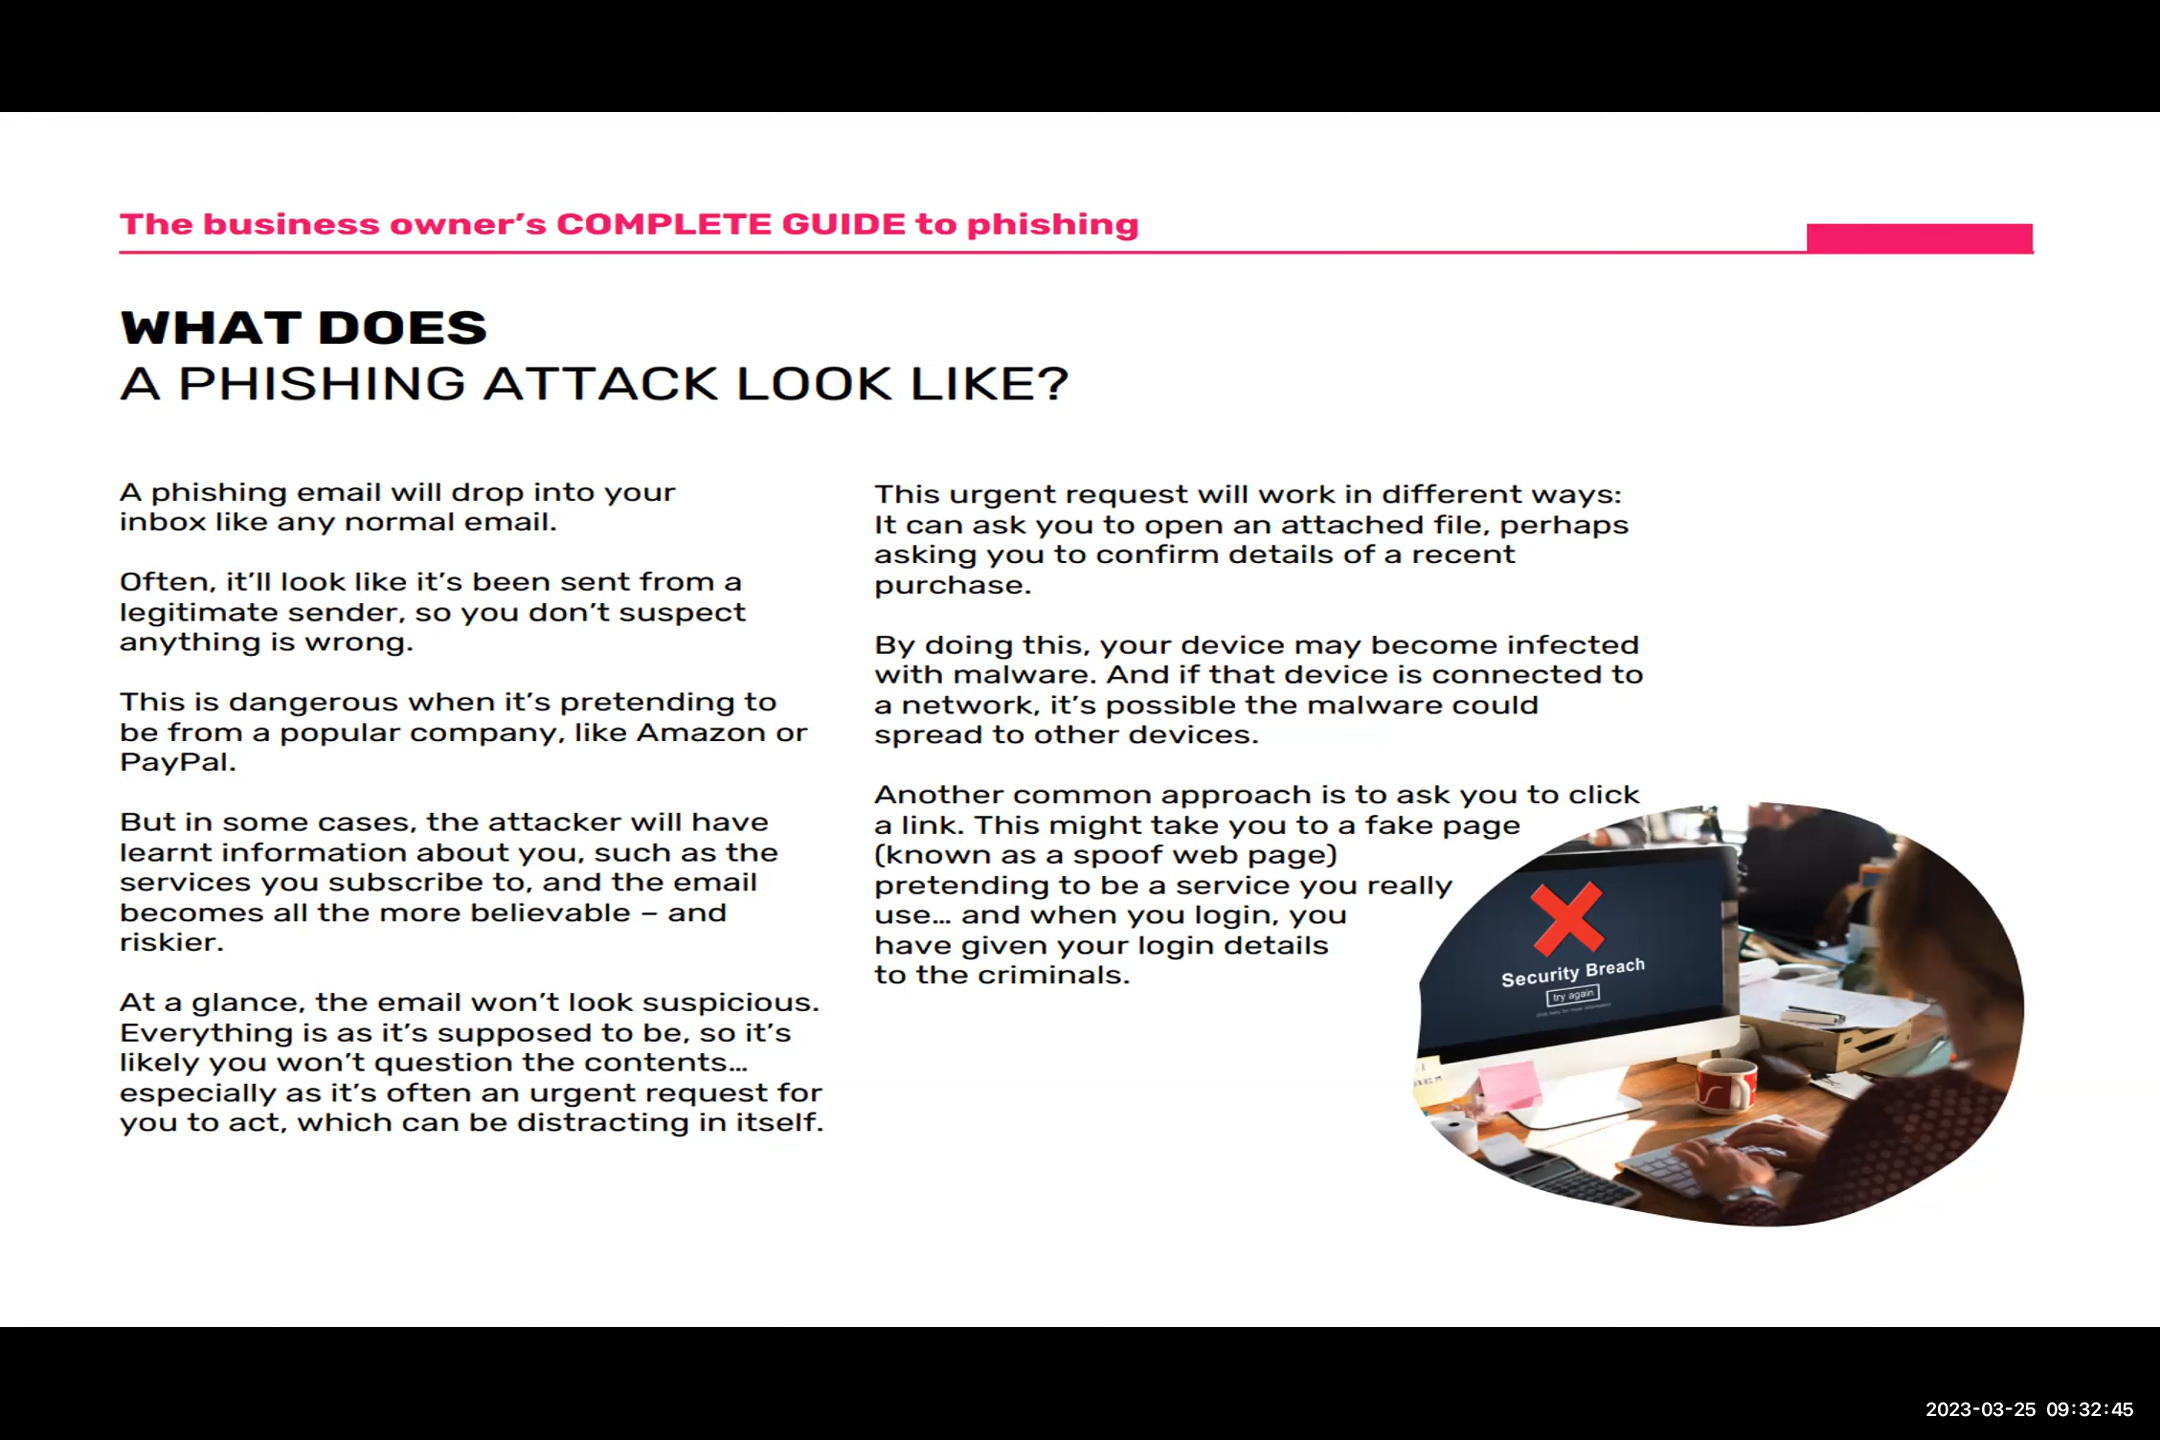 The business owner's COMPLETE GUIDE to phishing
WHAT DOES
A PHISHING ATTACK LOOK LIKE?
A phishing email will drop into your
inbox like any normal email.
Often, it'll look like it's been sent from a
legitimate sender, so you don't suspect
anything is wrong.
This is dangerous when it's pretending to
be from a popular company, like Amazon or
PayPal.
But in some cases, the attacker will have
learnt information about you, such as the
services you subscribe to, and the email
becomes all the more believable – and
riskier.
At a glance, the email won't look suspicious.
Everything is as it's supposed to be, so it's
likely you won't question the contents…
especially as it's often an urgent request for
you to act, which can be distracting in itself.
This urgent request will work in different ways:
It can ask you to open an attached file, perhaps
asking you to confirm details of a recent
purchase.
By doing this, your device may become infected
with malware. And if that device is connected to
a network, it's possible the malware could
spread to other devices.
Another common approach is to ask you to click
a link. This might take you to a fake page
(known as a spoof web page)
pretending to be a service you really
use… and when you login, you
have given your login details
to the criminals.
Security Breach
try again
2023-03-25 09:32:45